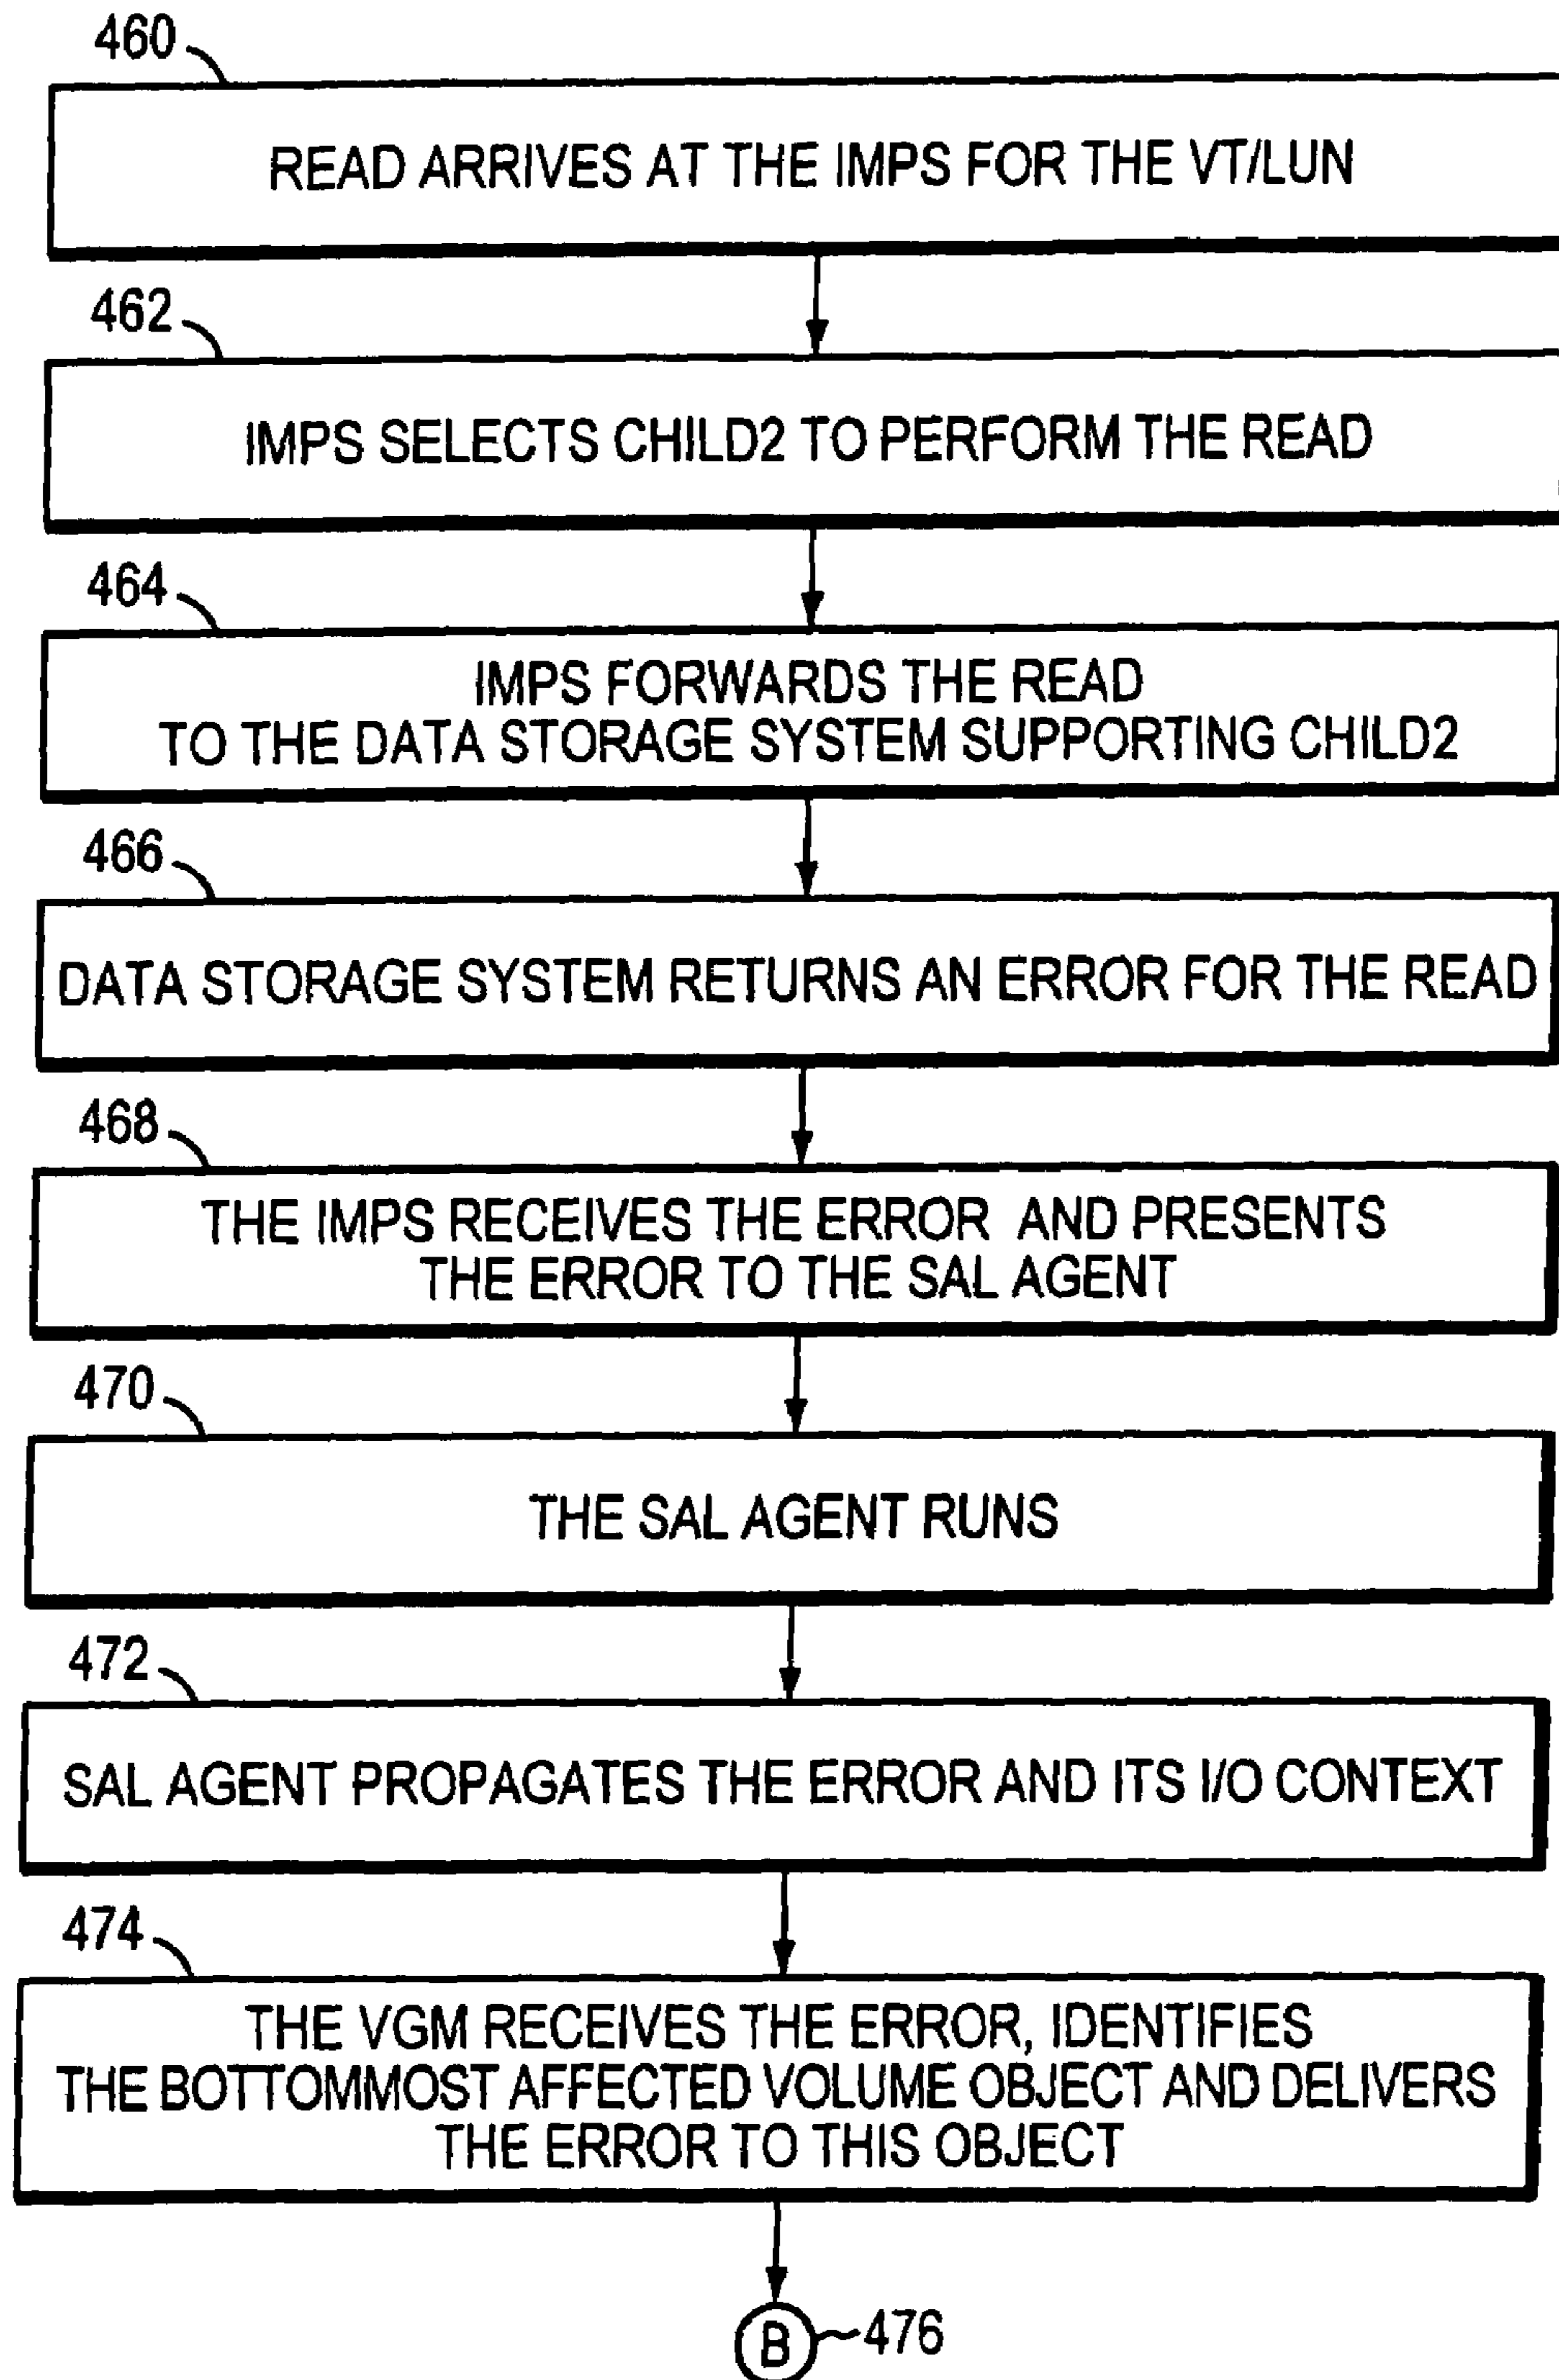 460
READ ARRIVES AT THE IMPS FOR THE VT/LUN
462
IMPS SELECTS CHILD2 TO PERFORM THE READ
464
IMPS FORWARDS THE READ
TO THE DATA STORAGE SYSTEM SUPPORTING CHILD2
466
DATA STORAGE SYSTEM RETURNS AN ERROR FOR THE READ
468
THE IMPS RECEIVES THE ERROR AND PRESENTS
THE ERROR TO THE SAL AGENT
470
THE SAL AGENT RUNS
472
SAL AGENT PROPAGATES THE ERROR AND ITS I/O CONTEXT
474
THE VGM RECEIVES THE ERROR, IDENTIFIES
THE BOTTOMMOST AFFECTED VOLUME OBJECT AND DELIVERS
THE ERROR TO THIS OBJECT
B 476